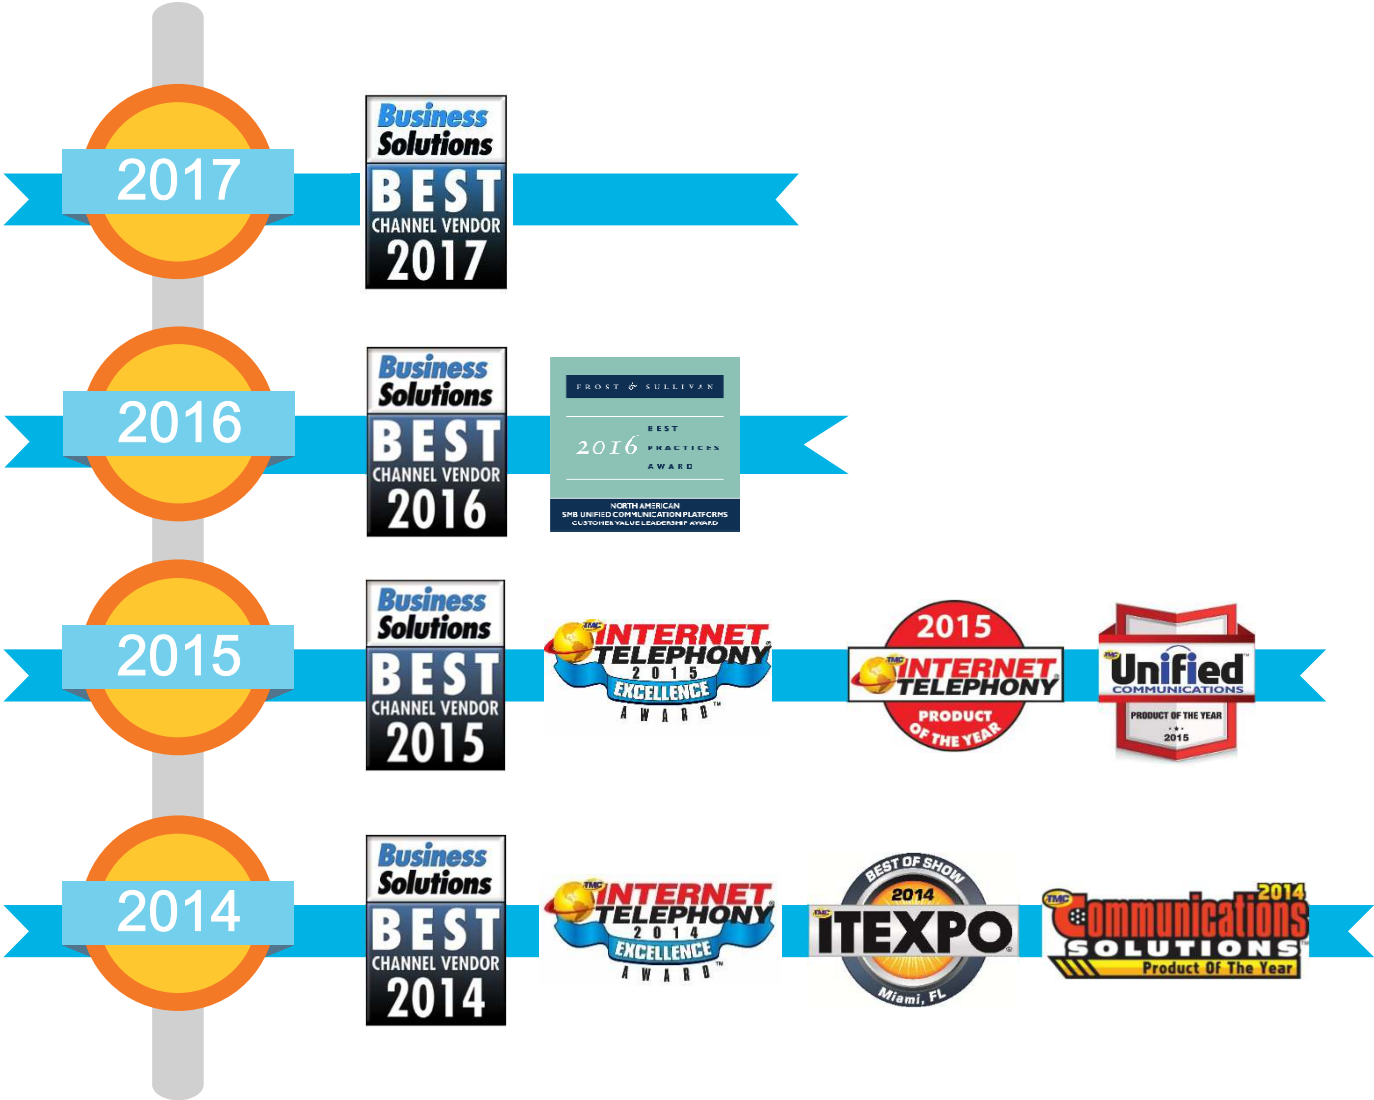 2017
Business
Solutions
BEST
CHANNEL VENDOR
2017
2016
Business
Solutions
BEST
CHANNEL VENDOR
2016
FROST & SULLIVAN
2016
BEST
PRACTICES
AWARD
NORTH AMERICAN
SMB UNIFIED COMMUNICATION PLATFORMS
CUSTOMER VALUE LEADERSHIP AWARD
2015
Business
Solutions
BEST
CHANNEL VENDOR
2015
TMC
INTERNET
TELEPHONY®
2015
EXCELLENCE
AWARD™
2015
TMC
INTERNET
TELEPHONY®
PRODUCT
OF THE YEAR
TMC
Unified™
COMMUNICATIONS
PRODUCT OF THE YEAR
2015
2014
Business
Solutions
BEST
CHANNEL VENDOR
2014
TMC
INTERNET
TELEPHONY®
2014
EXCELLENCE
AWARD™
BEST OF SHOW
2014
TMC
ITEXPO®
Miami, FL
2014
TMC
Communications
SOLUTIONS™
Product Of The Year